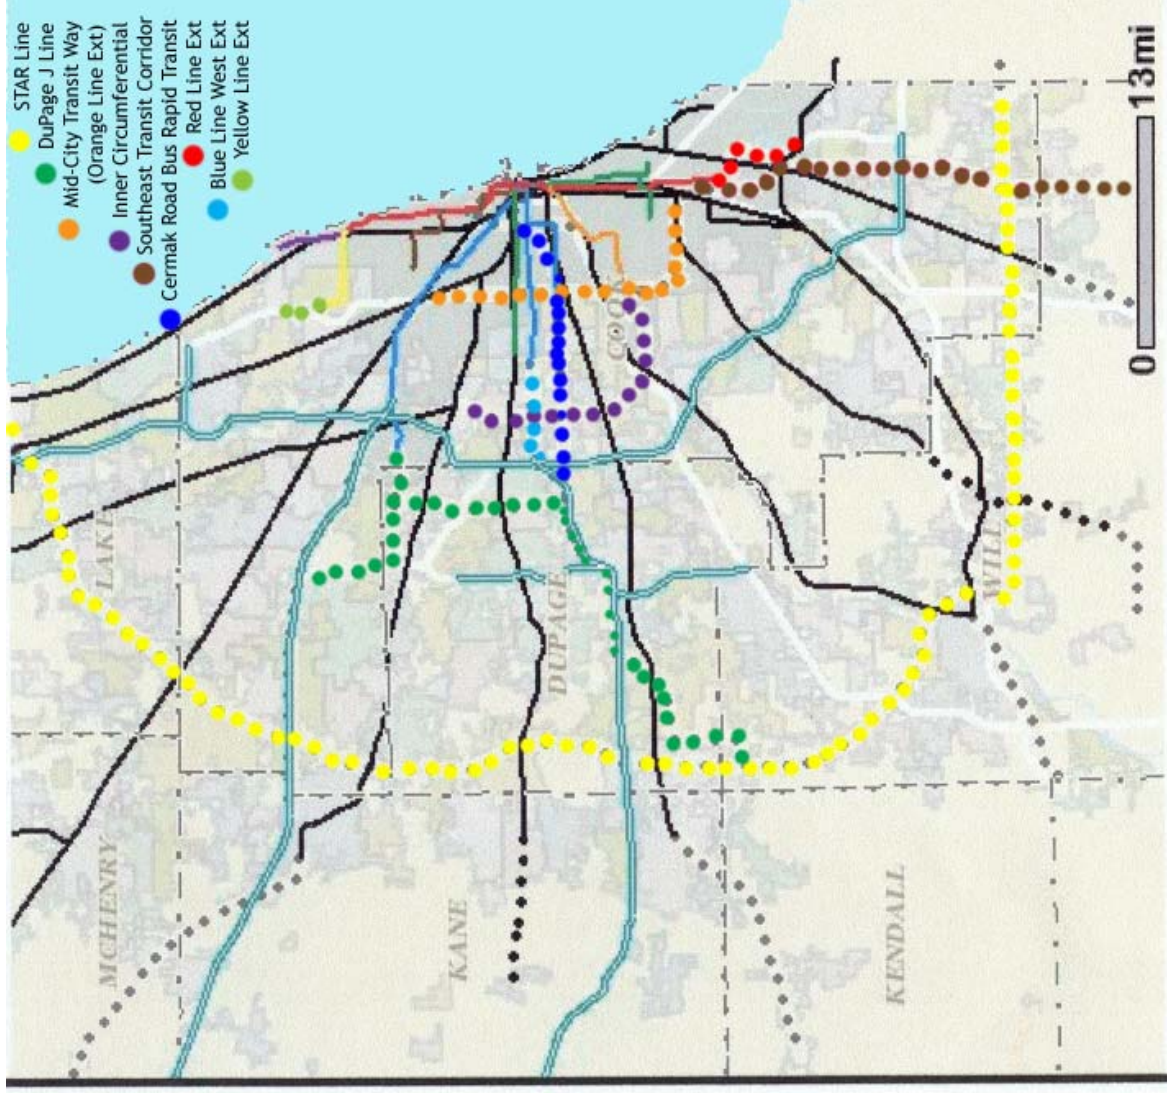 STAR Line
DuPage J Line
Mid-City Transit Way
(Orange Line Ext)
Inner Circumferential
Southeast Transit Corridor
Cermak Road Bus Rapid Transit
Red Line Ext
Blue Line West Ext
Yellow Line Ext
LAKE
MCHENRY
COOK
DUPAGE
KANE
WILL
KENDALL
0 13mi